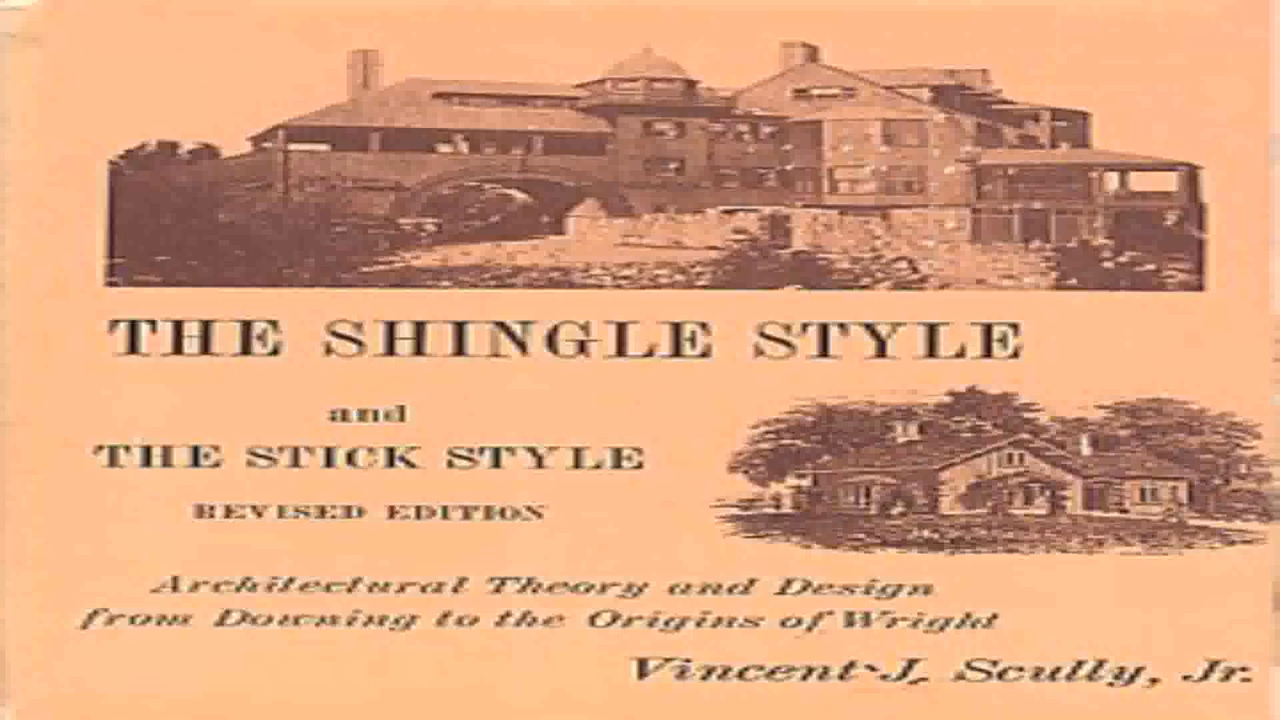 THE SHINGLE STYLE
and
THE STICK STYLE
REVISED EDITION
Architectural Theory and Design
from Downing to the Origins of Wright
Vincent J. Scully, Jr.